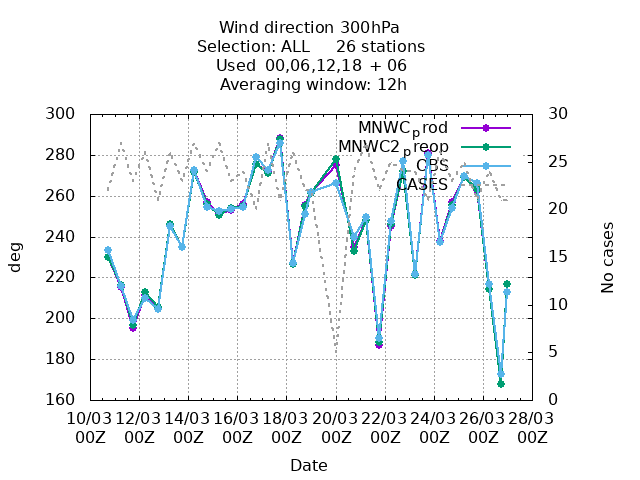 Wind direction 300hPa
Selection: ALL 26 stations
Used 00,06,12,18 + 06
Averaging window: 12h
300 30
MNWCprod
MNWC2preop
280 25
OBS
CASES
260 20
240 15
220 10
200
180 5
160 0
deg
No cases
10/03 12/03 14/03 16/03 18/03 20/03 22/03 24/03 26/03 28/03
00Z 00Z 00Z 00Z 00Z 00Z 00Z 00Z 00Z 00Z
Date